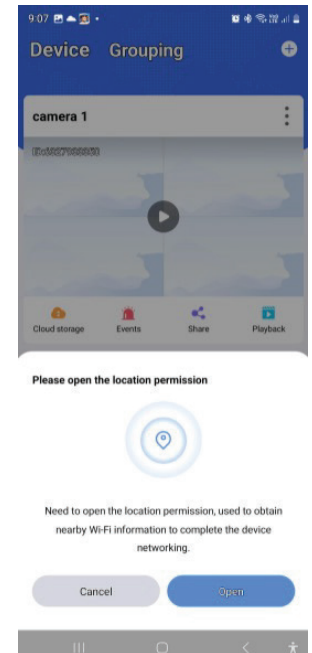 9:07
Device Grouping
camera 1
Cloud storage Events Share Playback
Please open the location permission
Need to open the location permission, used to obtain
nearby Wi-Fi information to complete the device
networking.
Cancel Open